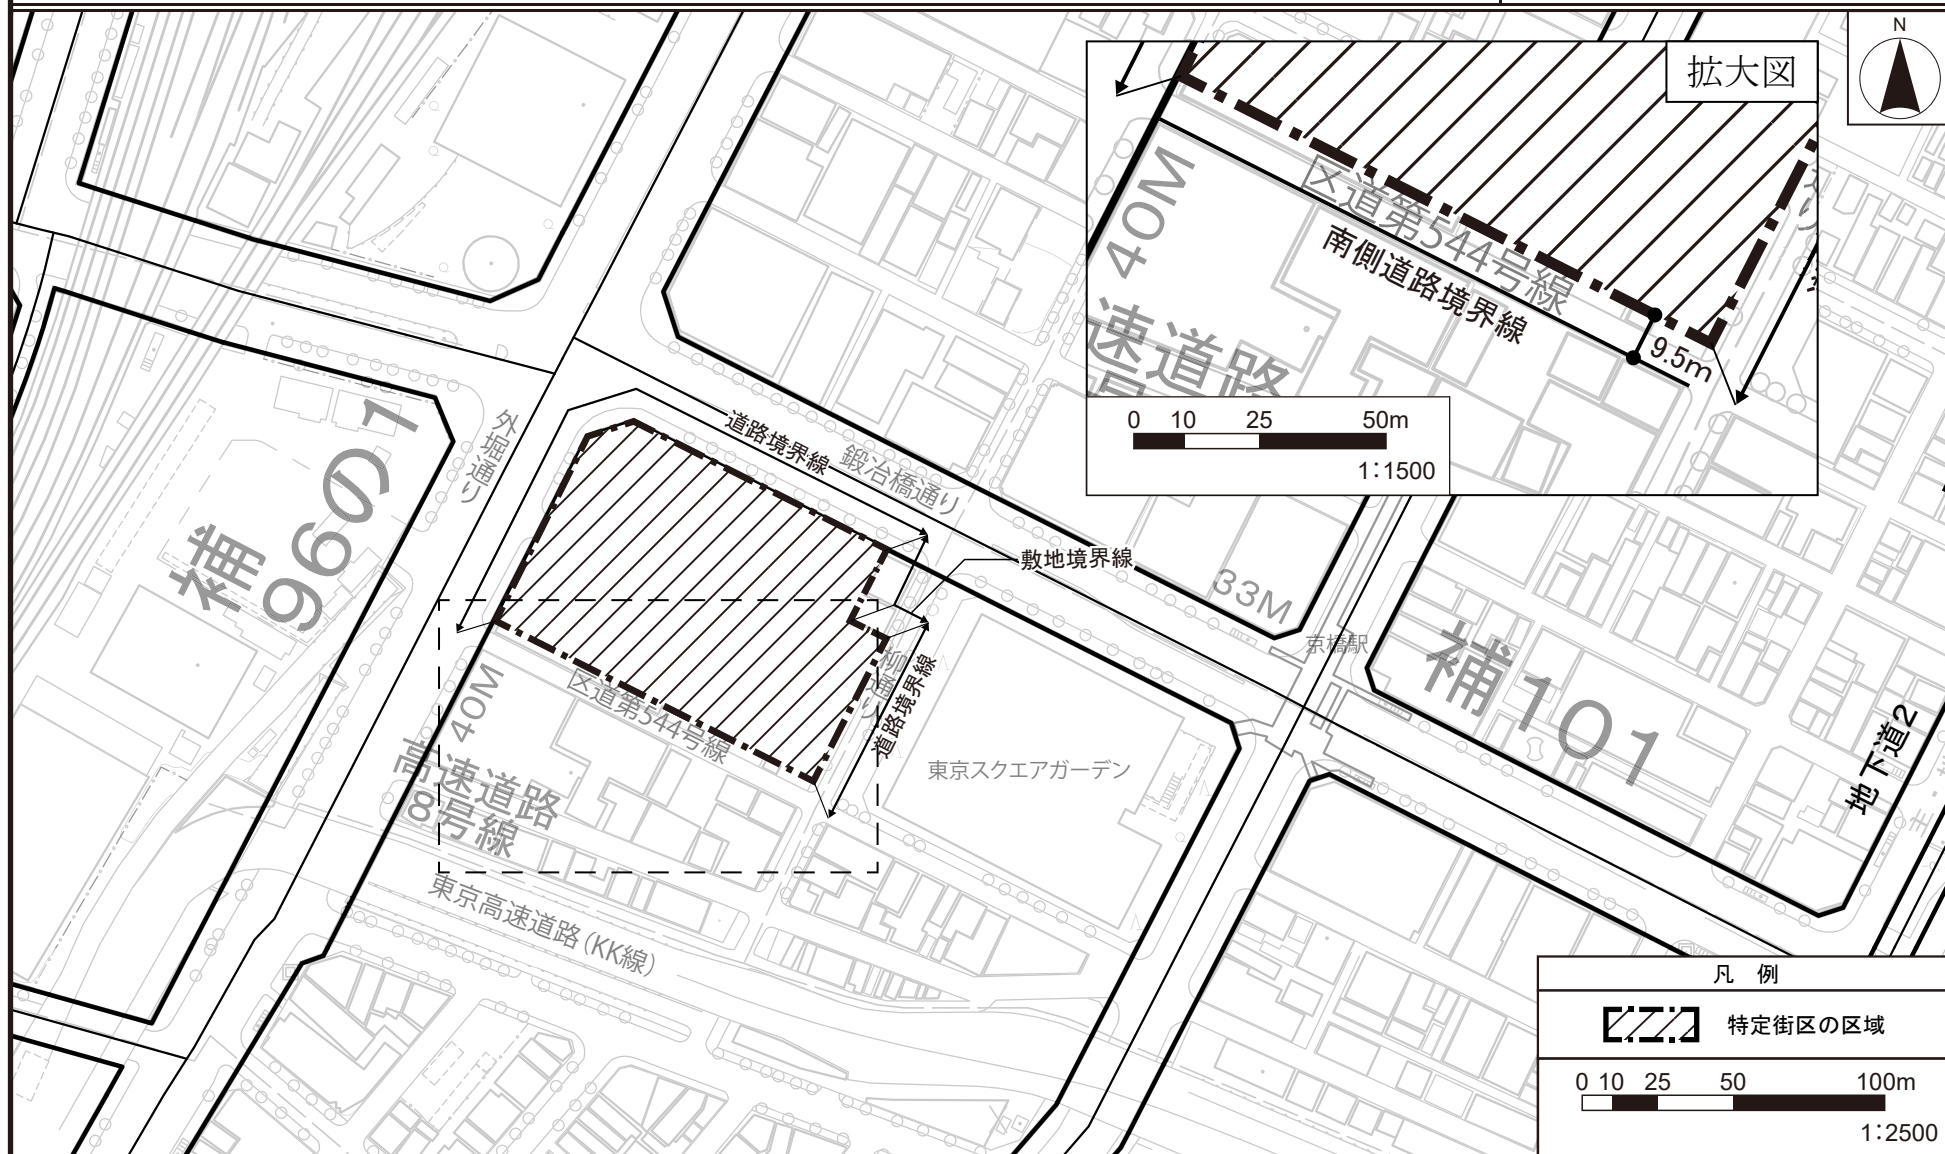 N
拡大図
40M
区道第544号線
南側道路境界線
9.5m
速道路
0 10 25 50m
1:1500
外堀通り
道路境界線
鍛冶橋通り
補
96の1
敷地境界線
33M
京橋駅
補101
地下道2
柳通り
道路境界線
区道第544号線
40M
高速道路
8号線
東京スクエアガーデン
東京高速道路(KK線)
凡 例
特定街区の区域
0 10 25 50 100m
1:2500